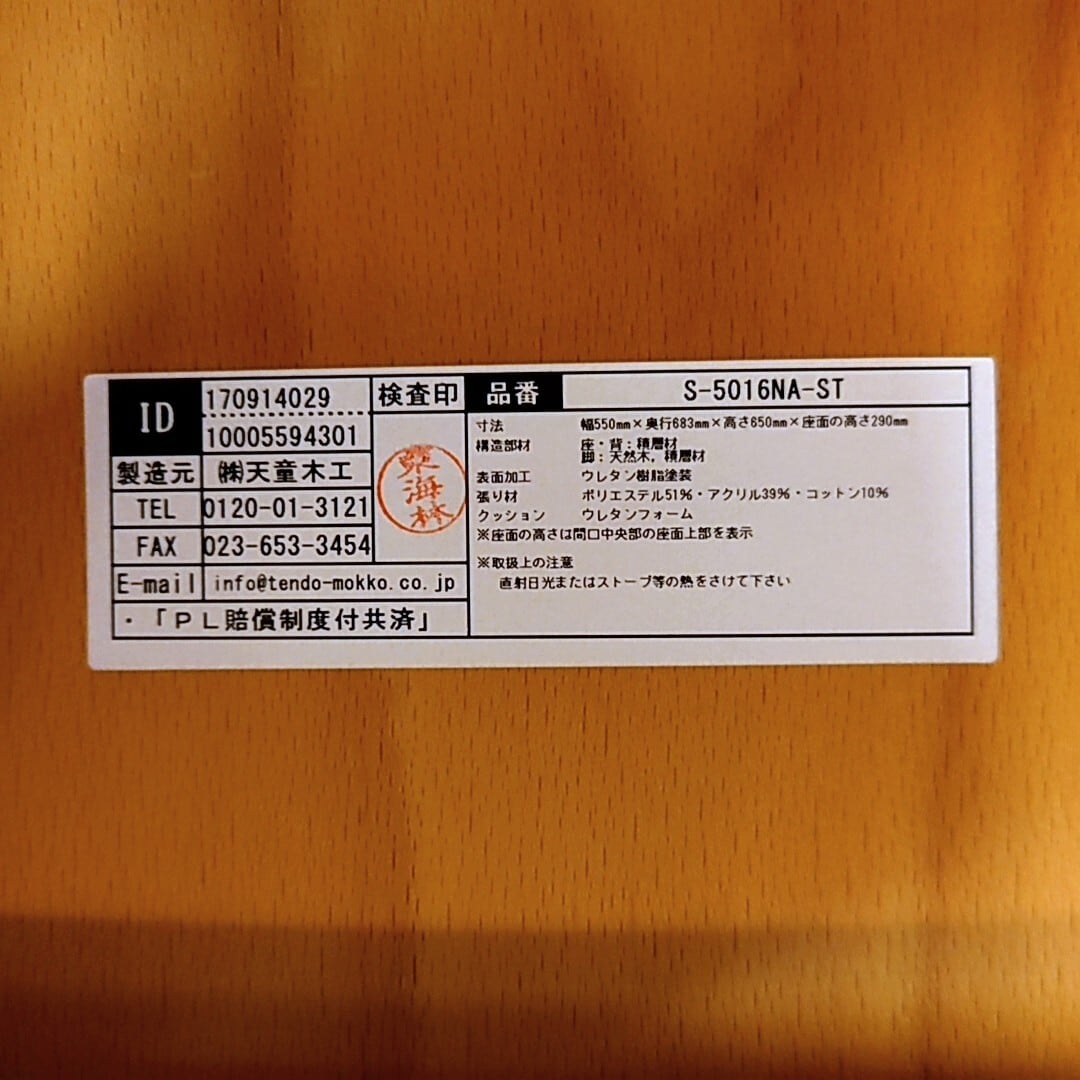 ID
170914029
10005594301
検査印
製造元
㈱天童木工
東海林
TEL
0120-01-3121
FAX
023-653-3454
E-mail
info@tendo-mokko.co.jp
・「ＰＬ賠償制度付共済」
品番
S-5016NA-ST
寸法 幅550mm×奥行683mm×高さ650mm×座面の高さ290mm
構造部材 座・背：積層材
脚：天然木，積層材
表面加工 ウレタン樹脂塗装
張り材 ポリエステル51%・アクリル39%・コットン10%
クッション ウレタンフォーム
※座面の高さは間口中央部の座面上部を表示
※取扱上の注意
直射日光またはストーブ等の熱をさけて下さい